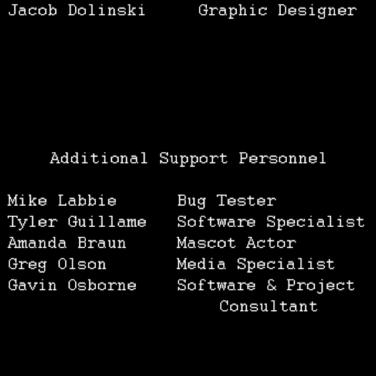 Jacob Dolinski Graphic Designer
Additional Support Personnel
Mike Labbie Bug Tester
Tyler Guillame Software Specialist
Amanda Braun Mascot Actor
Greg Olson Media Specialist
Gavin Osborne Software & Project
Consultant